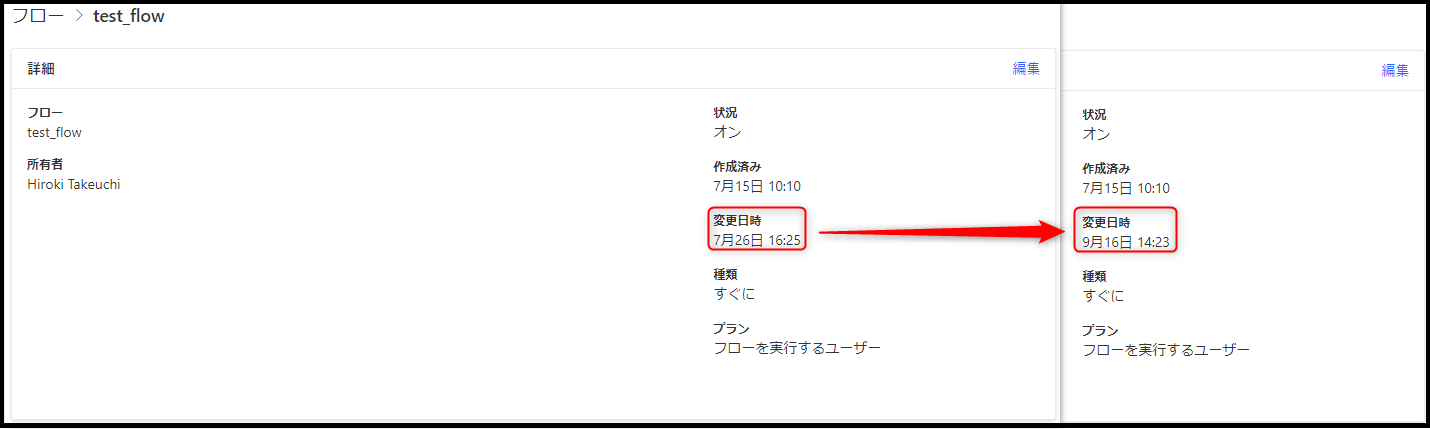 フロー > test_flow
詳細
編集
フロー
test_flow
所有者
Hiroki Takeuchi
状況
オン
作成済み
7月15日 10:10
変更日時
7月26日 16:25
種類
すぐに
プラン
フローを実行するユーザー
編集
状況
オン
作成済み
7月15日 10:10
変更日時
9月16日 14:23
種類
すぐに
プラン
フローを実行するユーザー